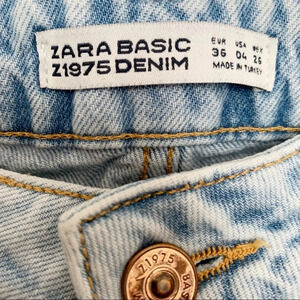 ZARA BASIC
Z1975 DENIM
EUR USA MEX
36 04 26
MADE IN TURKEY
Z1975